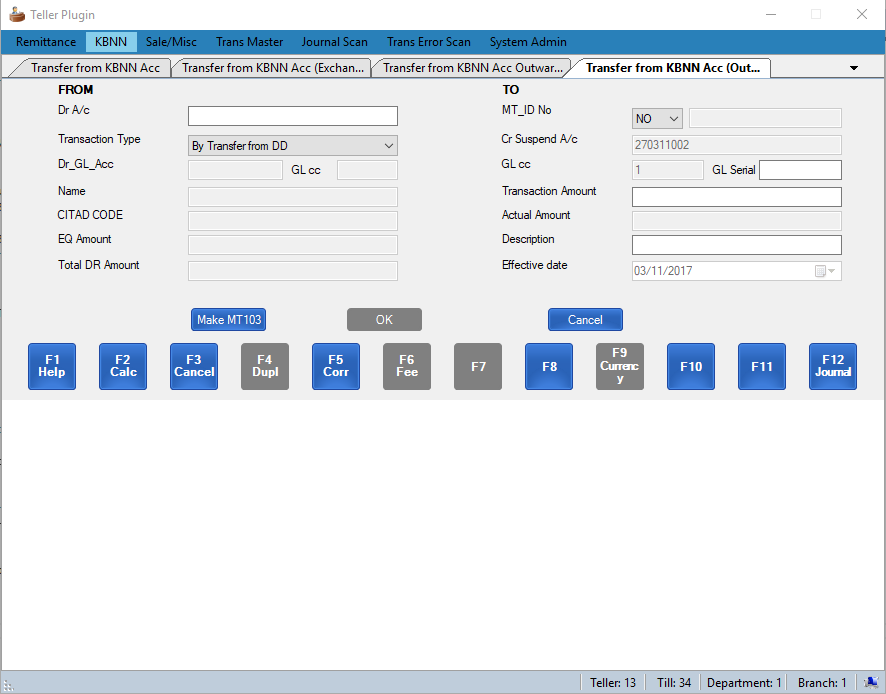 Teller Plugin
Remittance KBNN Sale/Misc Trans Master Journal Scan Trans Error Scan System Admin
Transfer from KBNN Acc Transfer from KBNN Acc (Exchan... Transfer from KBNN Acc Outwar... Transfer from KBNN Acc (Out...
FROM TO
Dr A/c MT_ID No NO
Transaction Type By Transfer from DD Cr Suspend A/c 270311002
Dr_GL_Acc GL cc GL cc 1 GL Serial
Name Transaction Amount
CITAD CODE Actual Amount
EQ Amount Description
Total DR Amount Effective date 03/11/2017
Make MT103 OK Cancel
F1 F2 F3 F4 F5 F6 F7 F8 F9 F10 F11 F12
Help Calc Cancel Dupl Corr Fee Currenc Journal
y
Teller: 13 Till: 34 Department: 1 Branch: 1